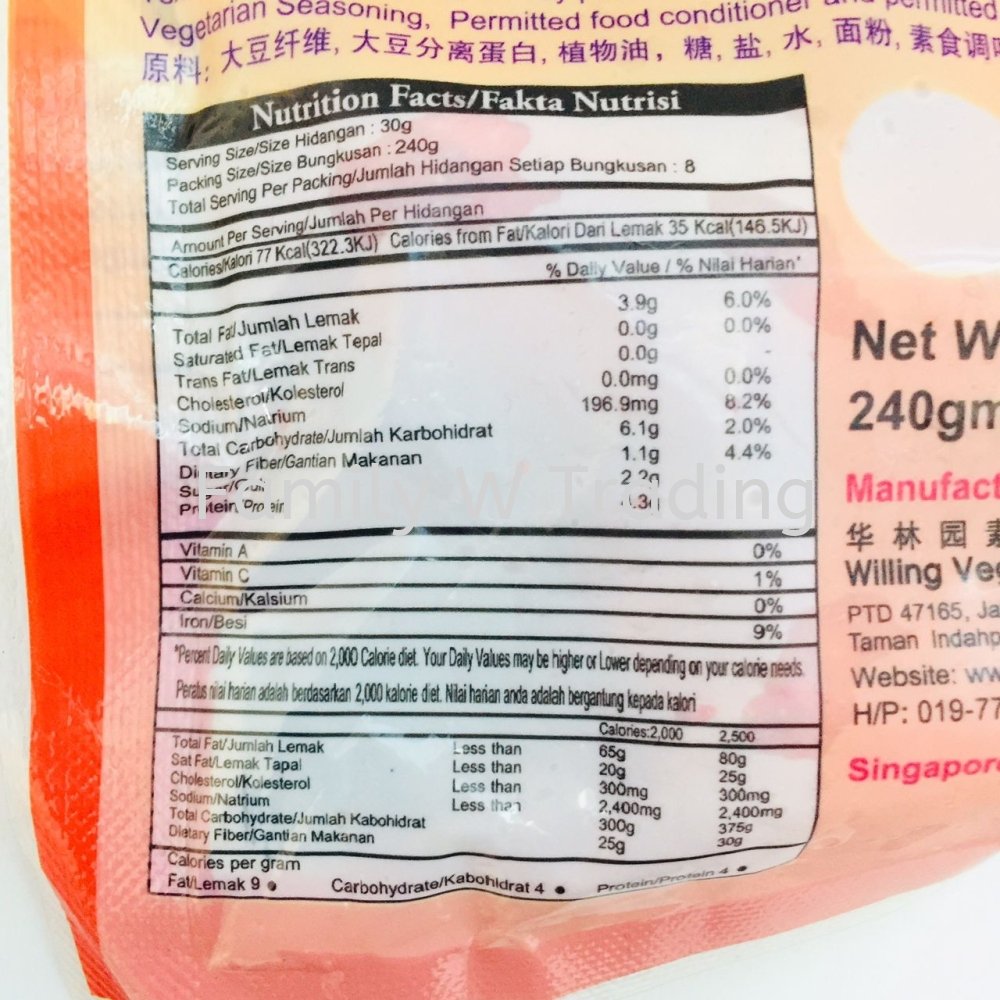 Vegetarian Seasoning, Permitted food conditioner and permitted
原料: 大豆纤维, 大豆分离蛋白, 植物油, 糖, 盐, 水, 面粉, 素食调味
Nutrition Facts/Fakta Nutrisi
Serving Size/Size Hidangan : 30g
Packing Size/Size Bungkusan : 240g
Total Serving Per Packing/Jumlah Hidangan Setiap Bungkusan : 8
Amount Per Serving/Jumlah Per Hidangan
Calories/Kalori 77 Kcal(322.3KJ) Calories from Fat/Kalori Dari Lemak 35 Kcal(146.5KJ)
% Daily Value / % Nilai Harian*
Total Fat/Jumlah Lemak 3.9g 6.0%
Saturated Fat/Lemak Tepal 0.0g 0.0%
Trans Fat/Lemak Trans 0.0g -
Cholesterol/Kolesterol 0.0mg 0.0%
Sodium/Natrium 196.9mg 8.2%
Total Carbohydrate/Jumlah Karbohidrat 6.1g 2.0%
Dietary Fiber/Gantian Makanan 1.1g 4.4%
2.2g
Protein/Protein
Family W Trading
Vitamin A 0%
Vitamin C 1%
Calcium/Kalsium 0%
Iron/Besi 9%
*Percent Daily Values are based on 2,000 Calorie diet. Your Daily Values may be higher or Lower depending on your calorie needs.
Peratus nilai harian adalah berdasarkan 2,000 kalorie diet. Nilai harian anda adalah bergantung kepada kalori
Calories:2,000 2,500
Total Fat/Jumlah Lemak Less than 65g 80g
Sat Fat/Lemak Tapal Less than 20g 25g
Cholesterol/Kolesterol Less than 300mg 300mg
Sodium/Natrium Less than 2,400mg 2,400mg
Total Carbohydrate/Jumlah Kabohidrat 300g 375g
Dietary Fiber/Gantian Makanan 25g 30g
Calories per gram
Fat/Lemak 9 ● Carbohydrate/Kabohidrat 4 ● Protein/Protein 4 ●
Net W
240gm
Manufact
华林园素
Willing Veg
PTD 47165, Ja
Taman Indahp
Website: ww
H/P: 019-77
Singapore